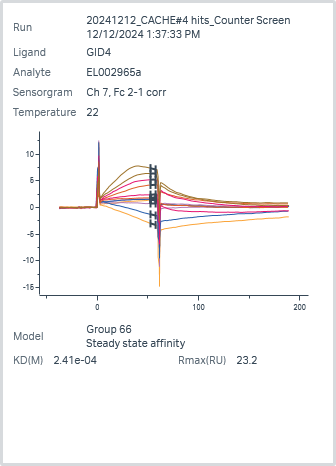 Run 20241212_CACHE#4 hits_Counter Screen
12/12/2024 1:37:33 PM
Ligand GID4
Analyte EL002965a
Sensorgram Ch 7, Fc 2-1 corr
Temperature 22
10
5
0
-5
-10
-15
0 100 200
Model Group 66
Steady state affinity
KD(M) 2.41e-04 Rmax(RU) 23.2